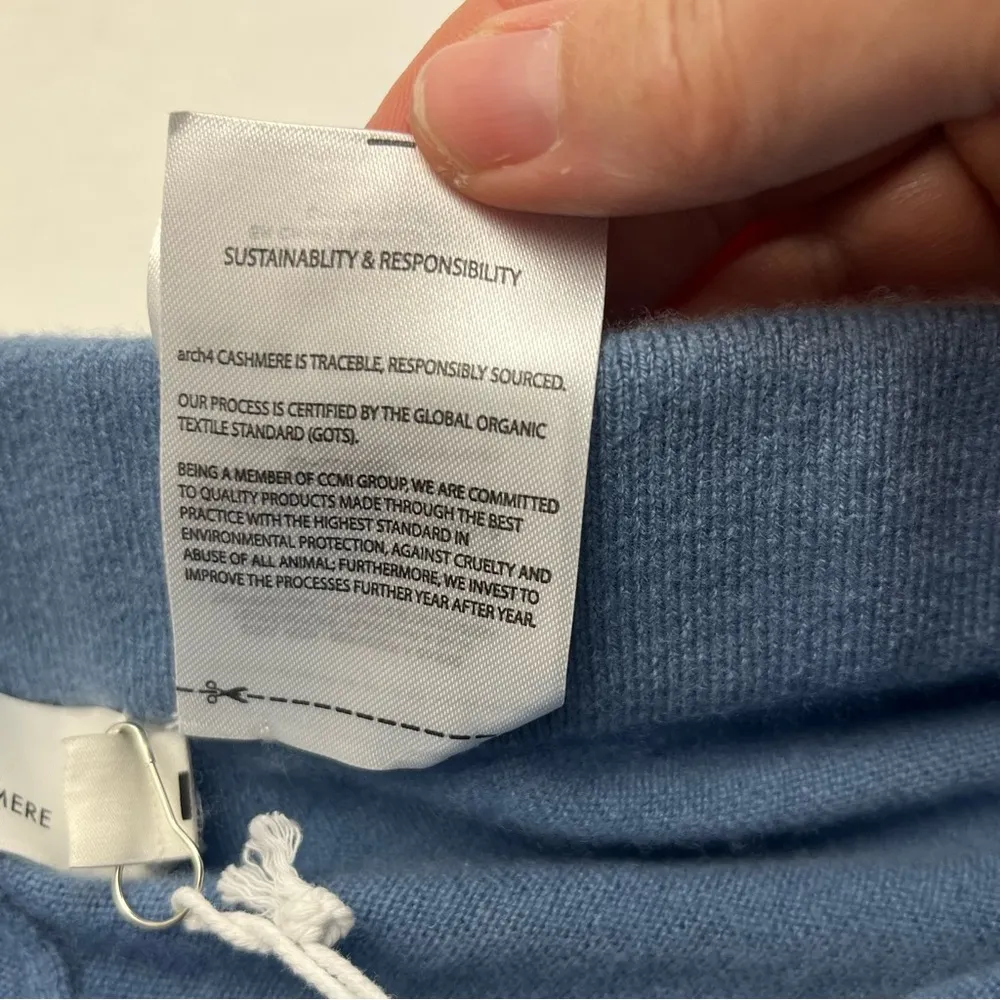 SUSTAINABLITY & RESPONSIBILITY
arch4 CASHMERE IS TRACEBLE, RESPONSIBLY SOURCED.
OUR PROCESS IS CERTIFIED BY THE GLOBAL ORGANIC
TEXTILE STANDARD (GOTS).
BEING A MEMBER OF CCMI GROUP, WE ARE COMMITTED
TO QUALITY PRODUCTS MADE THROUGH THE BEST
PRACTICE WITH THE HIGHEST STANDARD IN
ENVIRONMENTAL PROTECTION, AGAINST CRUELTY AND
ABUSE OF ALL ANIMAL; FURTHERMORE, WE INVEST TO
IMPROVE THE PROCESSES FURTHER YEAR AFTER YEAR.
MERE